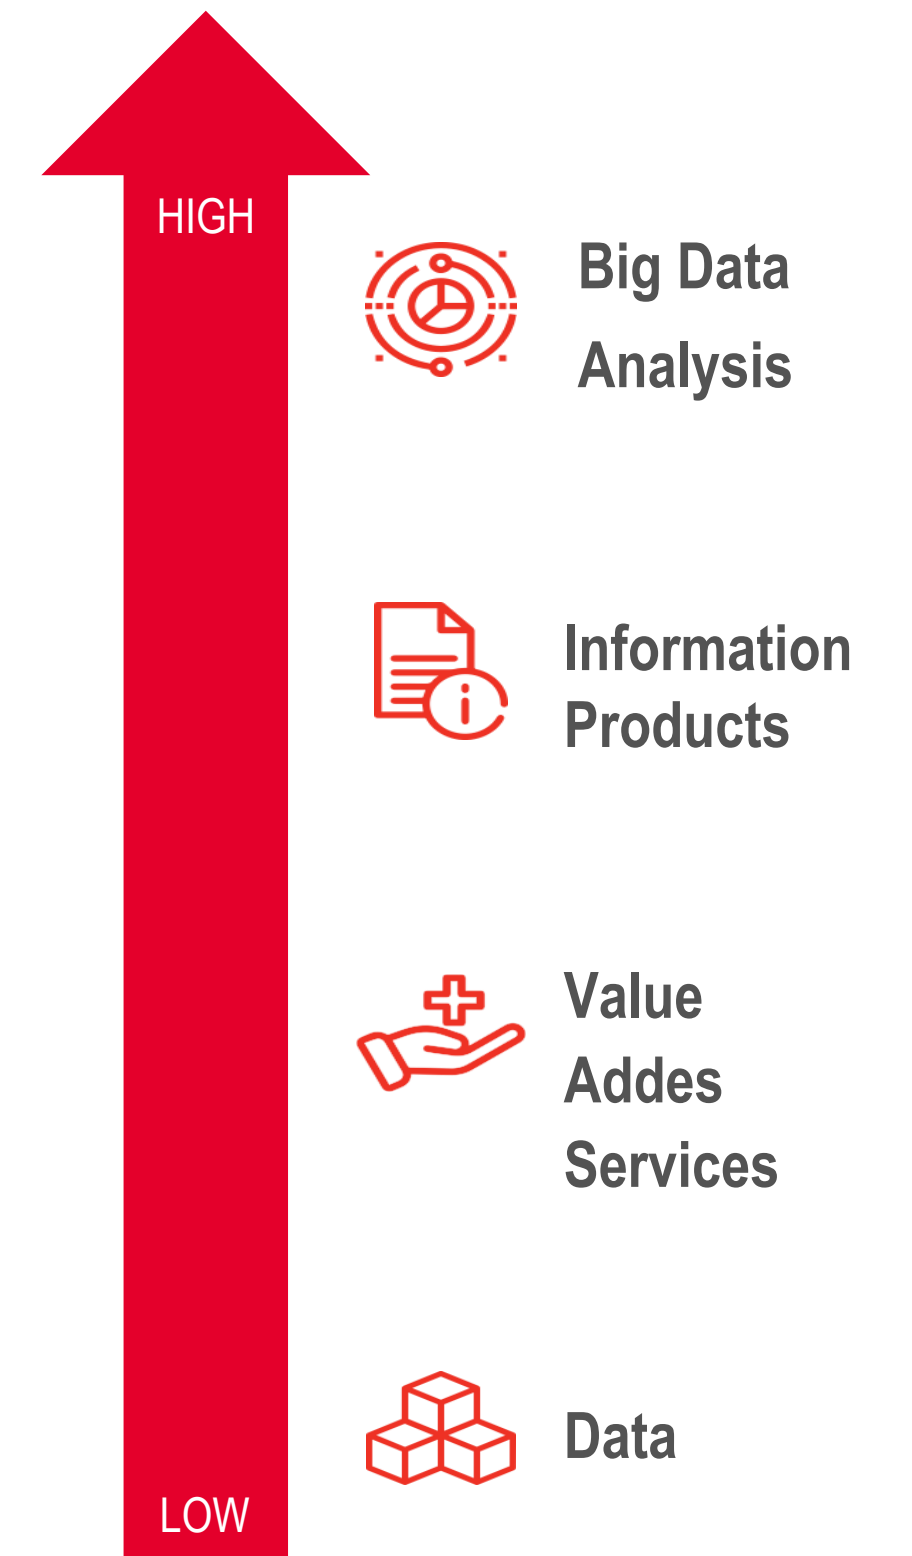 HIGH
Big Data
Analysis
Information
Products
Value
Addes
Services
Data
LOW